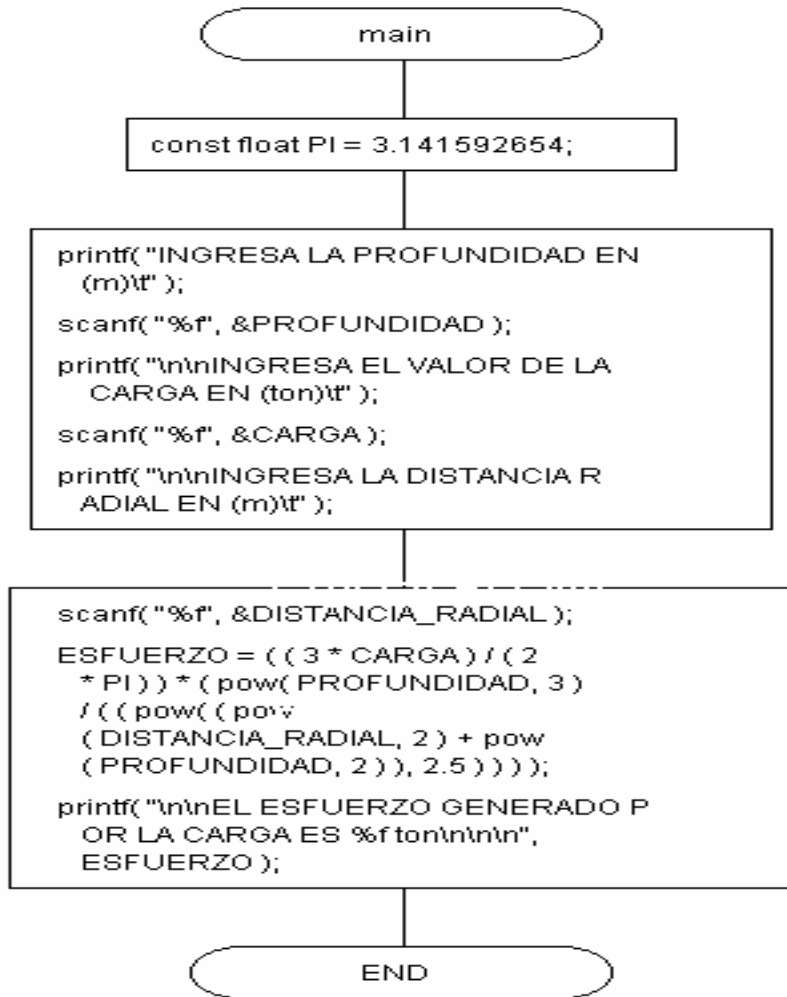 main
const float PI = 3.141592654;
printf( "INGRESA LA PROFUNDIDAD EN
(m)\t" );
scanf( "%f", &PROFUNDIDAD );
printf( "\n\nINGRESA EL VALOR DE LA
CARGA EN (ton)\t" );
scanf( "%f", &CARGA );
printf( "\n\nINGRESA LA DISTANCIA R
ADIAL EN (m)\t" );
scanf( "%f", &DISTANCIA_RADIAL );
ESFUERZO = ( ( 3 * CARGA ) / ( 2
* PI ) ) * ( pow( PROFUNDIDAD, 3 )
/ ( ( pow( ( pow
( DISTANCIA_RADIAL, 2 ) + pow
( PROFUNDIDAD, 2 ) ), 2.5 ) ) ) );
printf( "\n\nEL ESFUERZO GENERADO P
OR LA CARGA ES %f ton\n\n\n",
ESFUERZO );
END